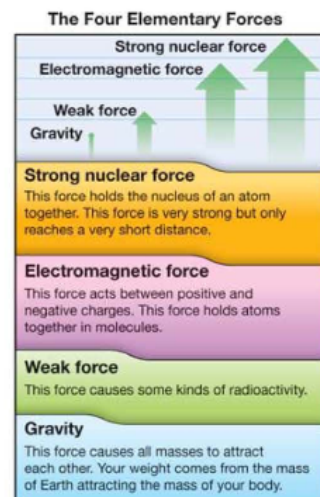 The Four Elementary Forces
Strong nuclear force
Electromagnetic force
Weak force
Gravity
Strong nuclear force
This force holds the nucleus of an atom
together. This force is very strong but only
reaches a very short distance.
Electromagnetic force
This force acts between positive and
negative charges. This force holds atoms
together in molecules.
Weak force
This force causes some kinds of radioactivity.
Gravity
This force causes all masses to attract
each other. Your weight comes from the mass
of Earth attracting the mass of your body.